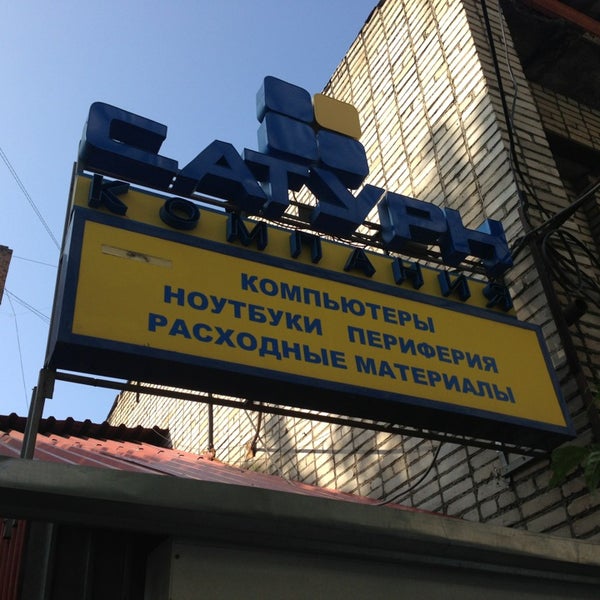 САТУРН
КОМПАНИЯ
КОМПЬЮТЕРЫ
НОУТБУКИ ПЕРИФЕРИЯ
РАСХОДНЫЕ МАТЕРИАЛЫ